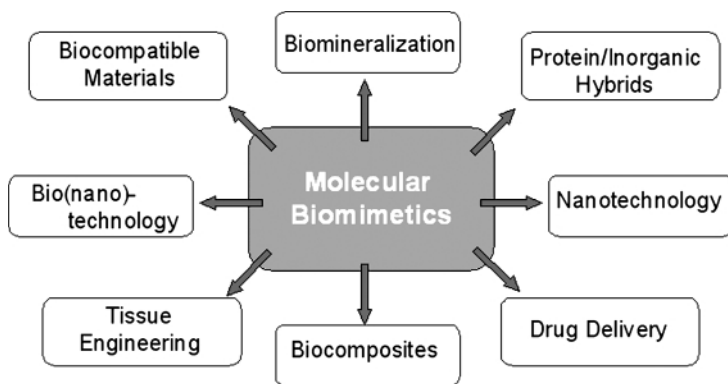 Biocompatible
Materials
Biomineralization
Protein/Inorganic
Hybrids
Bio(nano)-
technology
Molecular
Biomimetics
Nanotechnology
Tissue
Engineering
Biocomposites
Drug Delivery